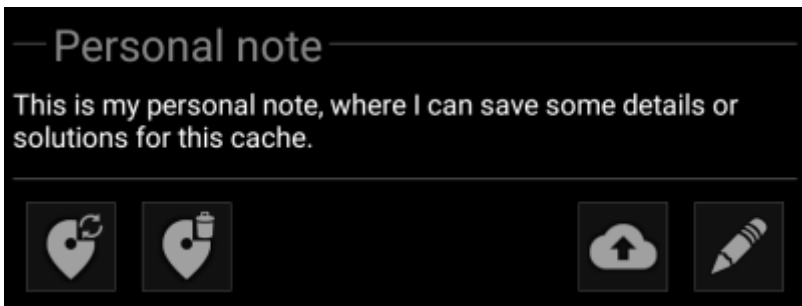 Personal note
This is my personal note, where I can save some details or
solutions for this cache.